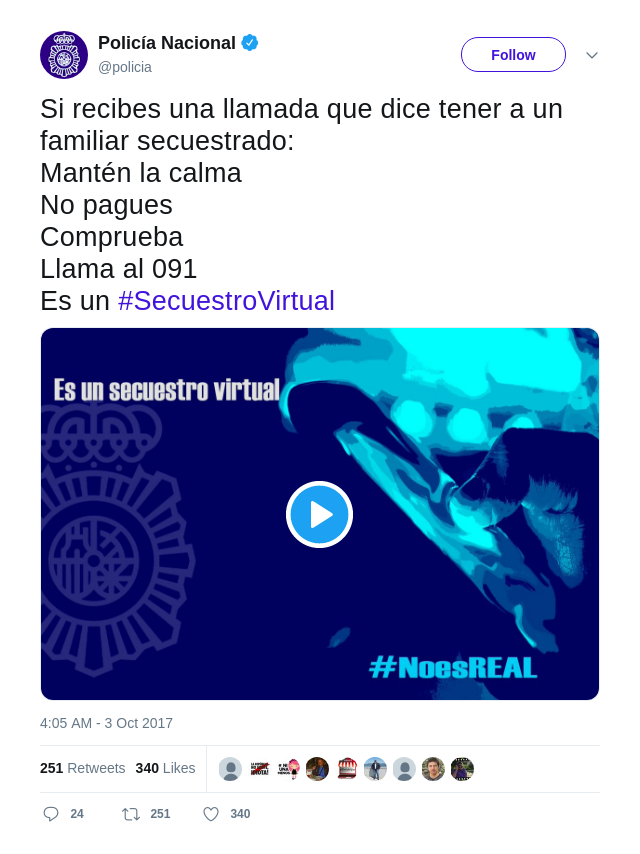 Policía Nacional
@policia
Follow
Si recibes una llamada que dice tener a un
familiar secuestrado:
Mantén la calma
No pagues
Comprueba
Llama al 091
Es un #SecuestroVirtual
Es un secuestro virtual
#NoesREAL
4:05 AM - 3 Oct 2017
251 Retweets 340 Likes
24 251 340